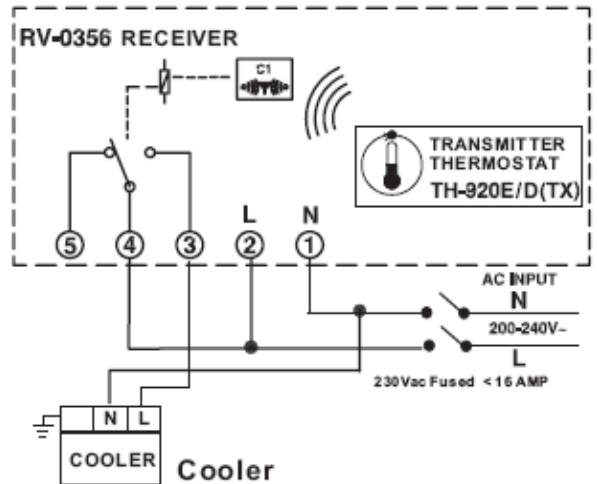 RV-0356 RECEIVER
C1
TRANSMITTER
THERMOSTAT
TH-920E/D(TX)
L N
5 4 3 2 1
AC INPUT
N
200-240V~
L
230Vac Fused <16 AMP
N L
COOLER
Cooler